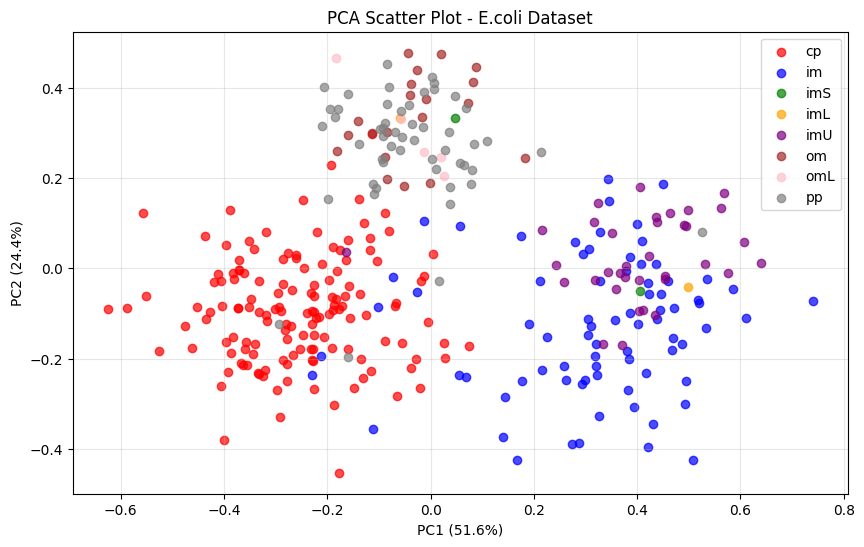 PCA Scatter Plot - E.coli Dataset
cp
im
imS
imL
imU
om
omL
pp
0.4
0.2
0.0
−0.2
−0.4
PC2 (24.4%)
−0.6
−0.4
−0.2
0.0
0.2
0.4
0.6
0.8
PC1 (51.6%)